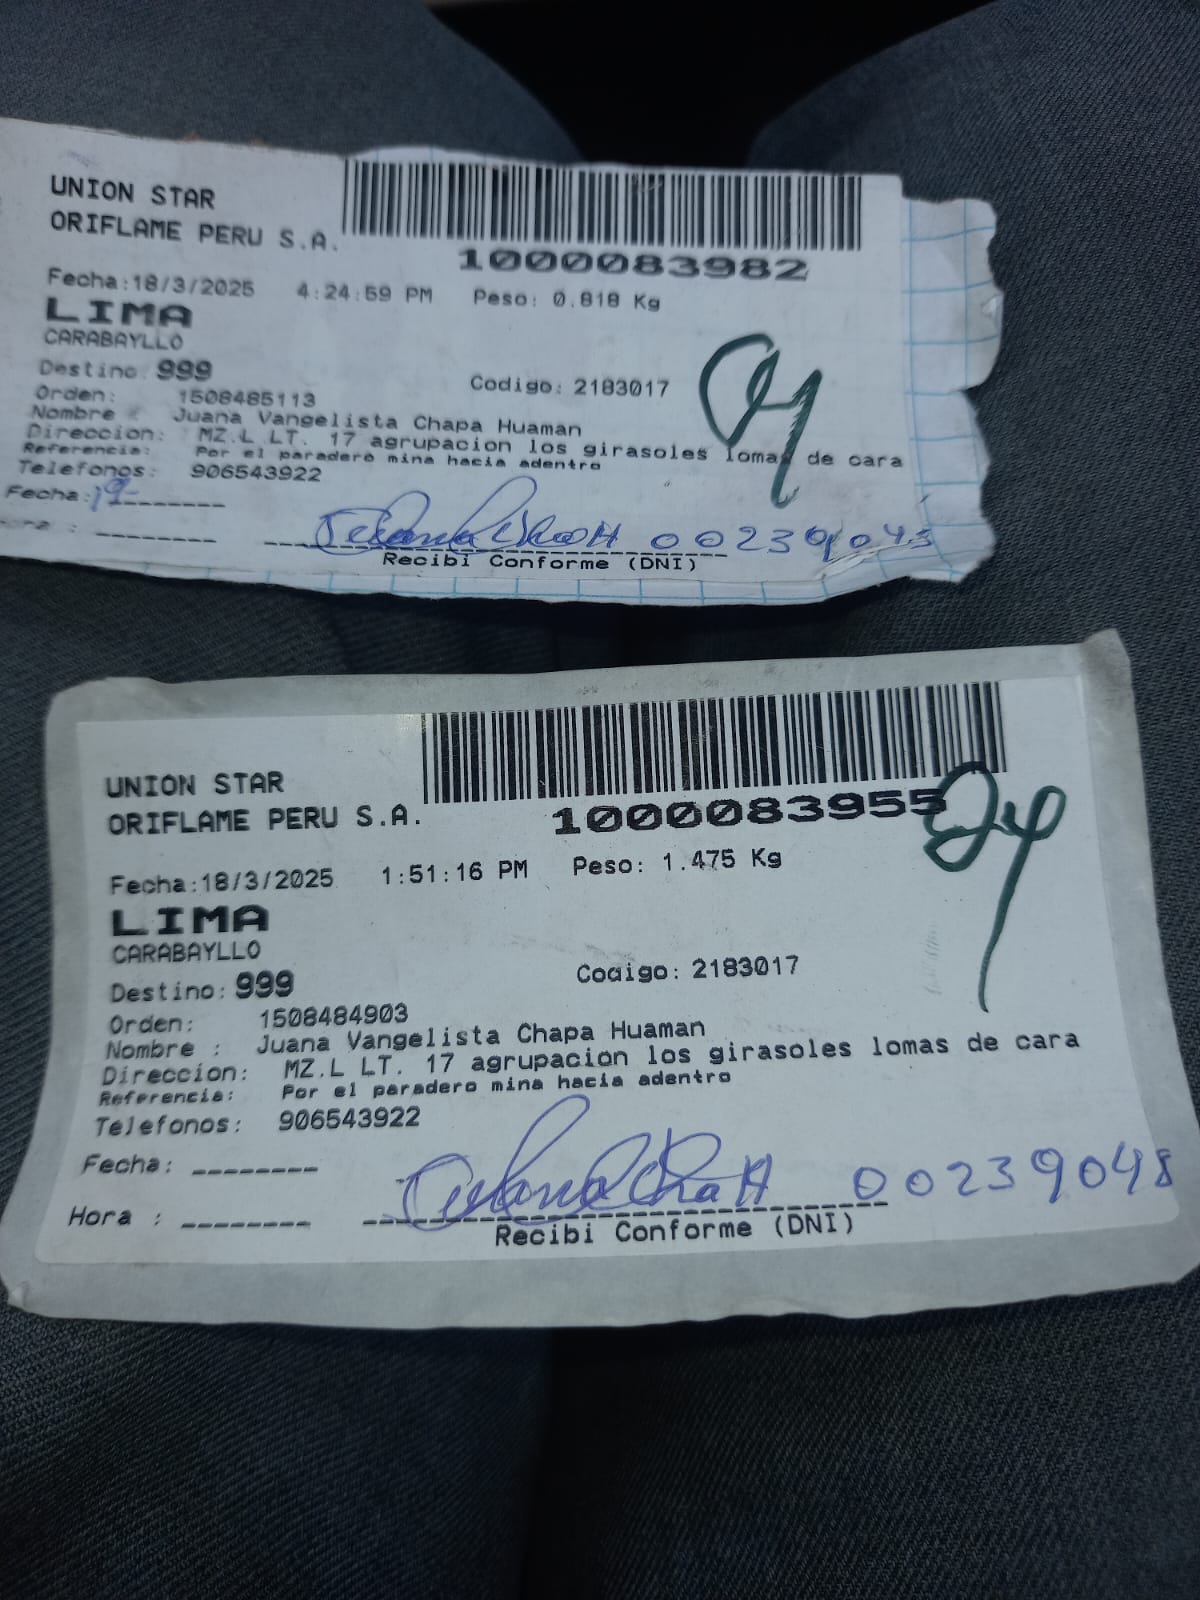 UNION STAR
ORIFLAME PERU S.A.
1000083982
Fecha:18/3/2025 4:24:59 PM Peso: 0.818 Kg
LIMA
CARABAYLLO
Destino: 999
Codigo: 2183017
Orden: 1508485113
Nombre : Juana Vangelista Chapa Huaman
Direccion: MZ.L LT. 17 agrupacion los girasoles lomas de cara
Referencia: Por el paradero mina hacia adentro
Telefonos: 906543922
Fecha:19-
Recibi Conforme (DNI)
UNION STAR
ORIFLAME PERU S.A.
1000083955
Fecha:18/3/2025 1:51:16 PM Peso: 1.475 Kg
LIMA
CARABAYLLO
Destino: 999
Codigo: 2183017
Orden: 1508484903
Nombre : Juana Vangelista Chapa Huaman
Direccion: MZ.L LT. 17 agrupacion los girasoles lomas de cara
Referencia: Por el paradero mina hacia adentro
Telefonos: 906543922
Fecha:
Hora :
00239048
Recibi Conforme (DNI)